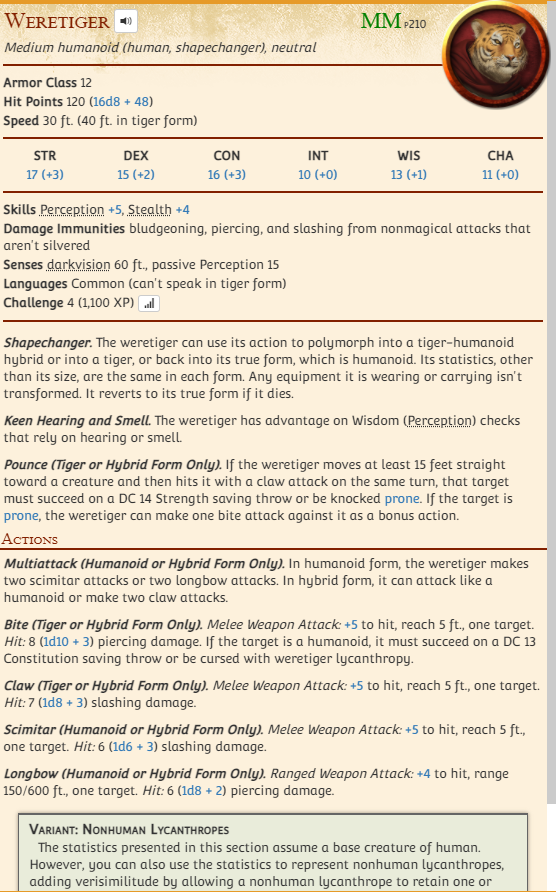 Weretiger
MM p210
Medium humanoid (human, shapechanger), neutral
Armor Class 12
Hit Points 120 (16d8 + 48)
Speed 30 ft. (40 ft. in tiger form)
STR DEX CON INT WIS CHA
17 (+3) 15 (+2) 16 (+3) 10 (+0) 13 (+1) 11 (+0)
Skills Perception +5, Stealth +4
Damage Immunities bludgeoning, piercing, and slashing from nonmagical attacks that
aren't silvered
Senses darkvision 60 ft., passive Perception 15
Languages Common (can't speak in tiger form)
Challenge 4 (1,100 XP)
Shapechanger. The weretiger can use its action to polymorph into a tiger-humanoid
hybrid or into a tiger, or back into its true form, which is humanoid. Its statistics, other
than its size, are the same in each form. Any equipment it is wearing or carrying isn't
transformed. It reverts to its true form if it dies.
Keen Hearing and Smell. The weretiger has advantage on Wisdom (Perception) checks
that rely on hearing or smell.
Pounce (Tiger or Hybrid Form Only). If the weretiger moves at least 15 feet straight
toward a creature and then hits it with a claw attack on the same turn, that target
must succeed on a DC 14 Strength saving throw or be knocked prone. If the target is
prone, the weretiger can make one bite attack against it as a bonus action.
Actions
Multiattack (Humanoid or Hybrid Form Only). In humanoid form, the weretiger makes
two scimitar attacks or two longbow attacks. In hybrid form, it can attack like a
humanoid or make two claw attacks.
Bite (Tiger or Hybrid Form Only). Melee Weapon Attack: +5 to hit, reach 5 ft., one target.
Hit: 8 (1d10 + 3) piercing damage. If the target is a humanoid, it must succeed on a DC 13
Constitution saving throw or be cursed with weretiger lycanthropy.
Claw (Tiger or Hybrid Form Only). Melee Weapon Attack: +5 to hit, reach 5 ft., one target.
Hit: 7 (1d8 + 3) slashing damage.
Scimitar (Humanoid or Hybrid Form Only). Melee Weapon Attack: +5 to hit, reach 5 ft.,
one target. Hit: 6 (1d6 + 3) slashing damage.
Longbow (Humanoid or Hybrid Form Only). Ranged Weapon Attack: +4 to hit, range
150/600 ft., one target. Hit: 6 (1d8 + 2) piercing damage.
Variant: Nonhuman Lycanthropes
The statistics presented in this section assume a base creature of human.
However, you can also use the statistics to represent nonhuman lycanthropes,
adding verisimilitude by allowing a nonhuman lycanthrope to retain one or